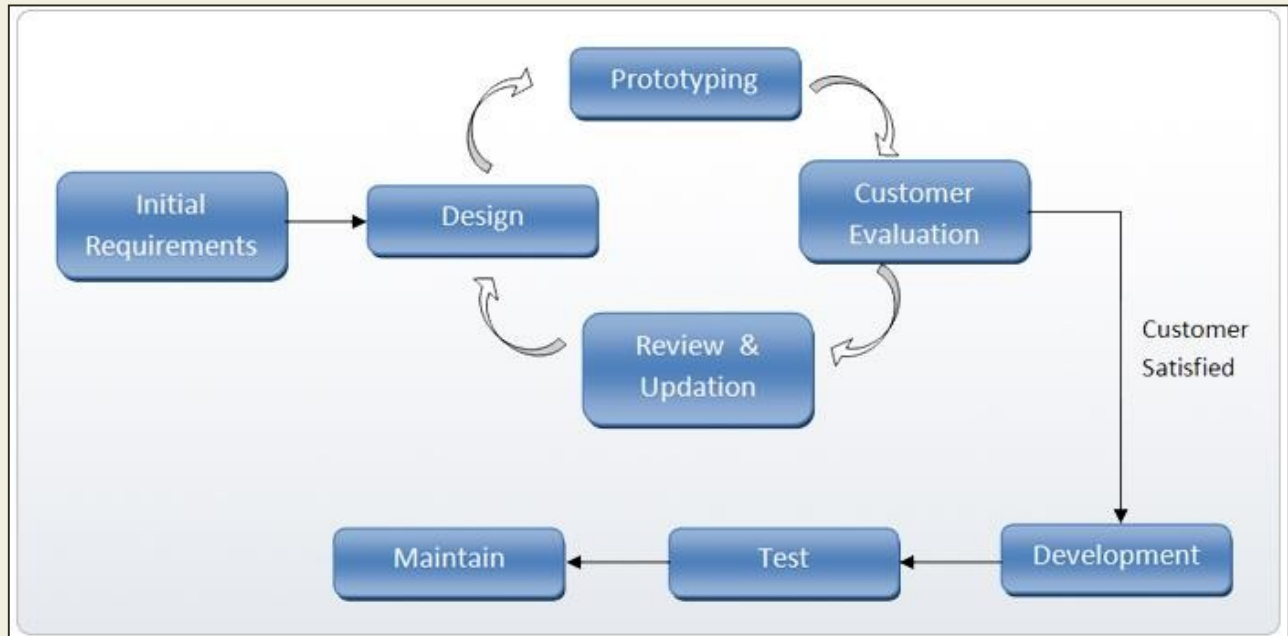 Prototyping
Initial
Requirements
Design
Customer
Evaluation
Review &
Updation
Customer
Satisfied
Maintain
Test
Development